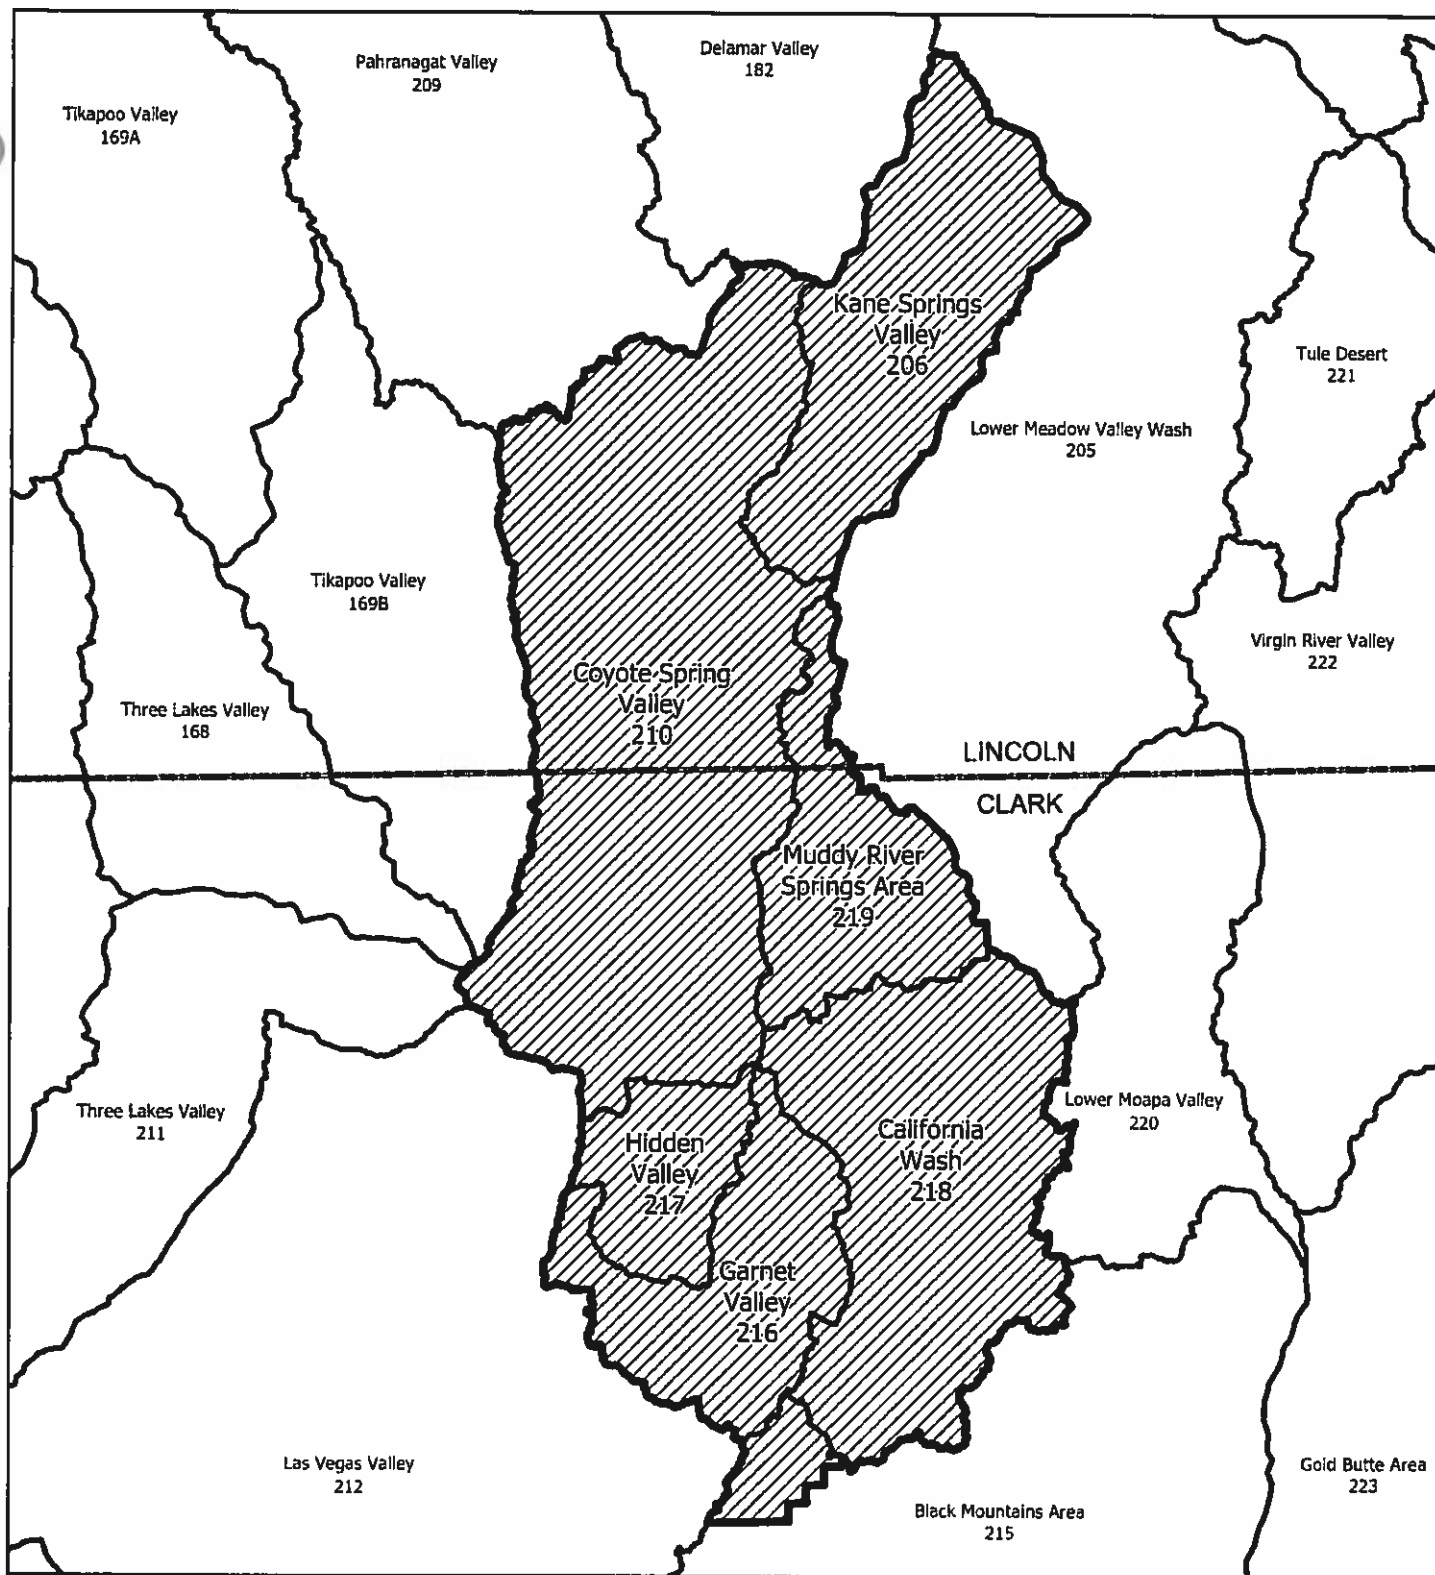 Delamar Valley
182
Pahranagat Valley
209
Tikapoo Valley
169A
Kane Springs
Valley
206
Tule Desert
221
Lower Meadow Valley Wash
205
Tikapoo Valley
169B
Virgin River Valley
222
Coyote Spring
Valley
210
Three Lakes Valley
168
LINCOLN
CLARK
Muddy River
Springs Area
219
Three Lakes Valley
211
Lower Moapa Valley
220
Hidden
Valley
217
California
Wash
218
Garnet
Valley
216
Las Vegas Valley
212
Gold Butte Area
223
Black Mountains Area
215